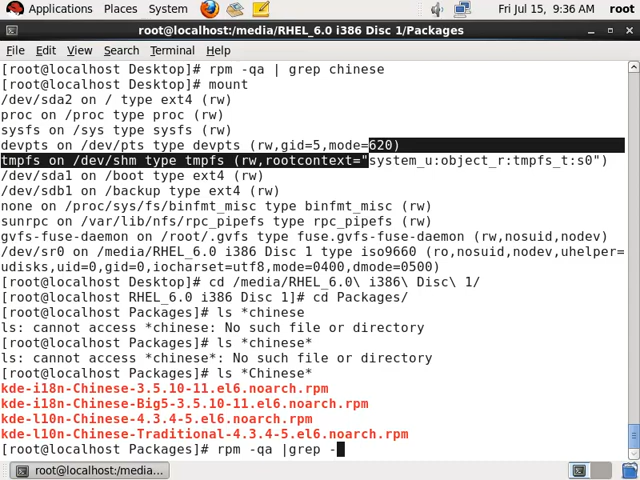 Applications Places System Fri Jul 15, 9:36 AM root
root@localhost:/media/RHEL_6.0 i386 Disc 1/Packages
File Edit View Search Terminal Help
[root@localhost Desktop]# rpm -qa | grep chinese
[root@localhost Desktop]# mount
/dev/sda2 on / type ext4 (rw)
proc on /proc type proc (rw)
sysfs on /sys type sysfs (rw)
devpts on /dev/pts type devpts (rw,gid=5,mode=620)
tmpfs on /dev/shm type tmpfs (rw,rootcontext="system_u:object_r:tmpfs_t:s0")
/dev/sda1 on /boot type ext4 (rw)
/dev/sdb1 on /backup type ext4 (rw)
none on /proc/sys/fs/binfmt_misc type binfmt_misc (rw)
sunrpc on /var/lib/nfs/rpc_pipefs type rpc_pipefs (rw)
gvfs-fuse-daemon on /root/.gvfs type fuse.gvfs-fuse-daemon (rw,nosuid,nodev)
/dev/sr0 on /media/RHEL_6.0 i386 Disc 1 type iso9660 (ro,nosuid,nodev,uhelper=
udisks,uid=0,gid=0,iocharset=utf8,mode=0400,dmode=0500)
[root@localhost Desktop]# cd /media/RHEL_6.0\ i386\ Disc\ 1/
[root@localhost RHEL_6.0 i386 Disc 1]# cd Packages/
[root@localhost Packages]# ls *chinese
ls: cannot access *chinese: No such file or directory
[root@localhost Packages]# ls *chinese*
ls: cannot access *chinese*: No such file or directory
[root@localhost Packages]# ls *Chinese*
kde-i18n-Chinese-3.5.10-11.el6.noarch.rpm
kde-i18n-Chinese-Big5-3.5.10-11.el6.noarch.rpm
kde-l10n-Chinese-4.3.4-5.el6.noarch.rpm
kde-l10n-Chinese-Traditional-4.3.4-5.el6.noarch.rpm
[root@localhost Packages]# rpm -qa |grep -
root@localhost:/media...